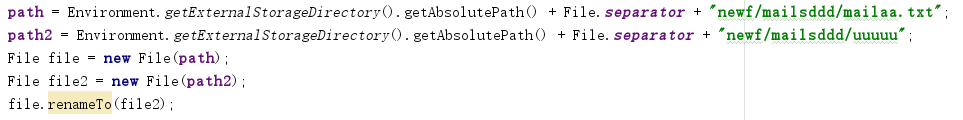 path = Environment.getExternalStorageDirectory().getAbsolutePath() + File.separator + "newf/mailsddd/mailaa.txt";
path2 = Environment.getExternalStorageDirectory().getAbsolutePath() + File.separator + "newf/mailsddd/uuuuu";
File file = new File(path);
File file2 = new File(path2);
file.renameTo(file2);